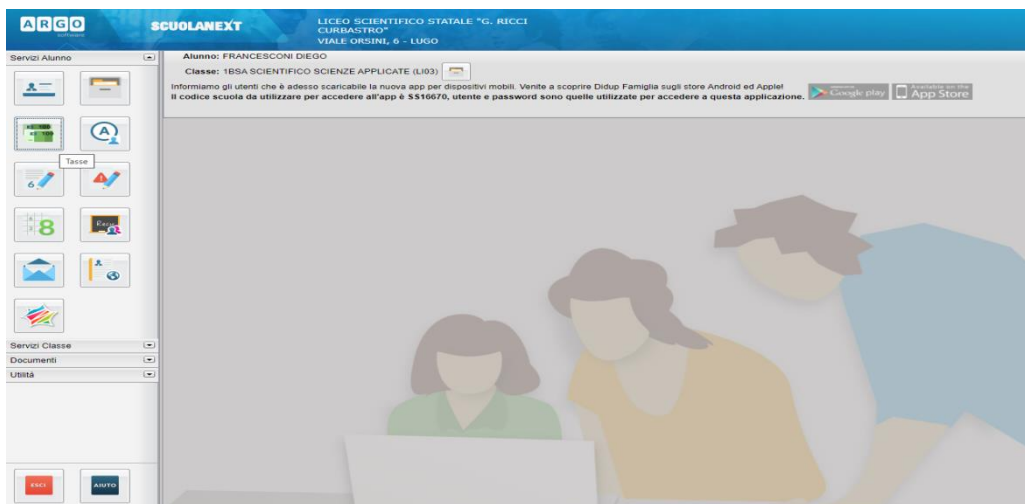 ARGO
software
SCUOLANEXT
LICEO SCIENTIFICO STATALE "G. RICCI
CURBASTRO"
VIALE ORSINI, 6 - LUGO
Servizi Alunno
Alunno: FRANCESCONI DIEGO
Classe: 1BSA SCIENTIFICO SCIENZE APPLICATE (LI03)
Informiamo gli utenti che è adesso scaricabile la nuova app per dispositivi mobili. Venite a scoprire Didup Famiglia sugli store Android ed Apple!
Il codice scuola da utilizzare per accedere all'app è SS16670, utente e password sono quelle utilizzate per accedere a questa applicazione.
Google play
Available on the
App Store
100
100
A
Tasse
6
8
Servizi Classe
Documenti
Utilità
ESCI
AIUTO